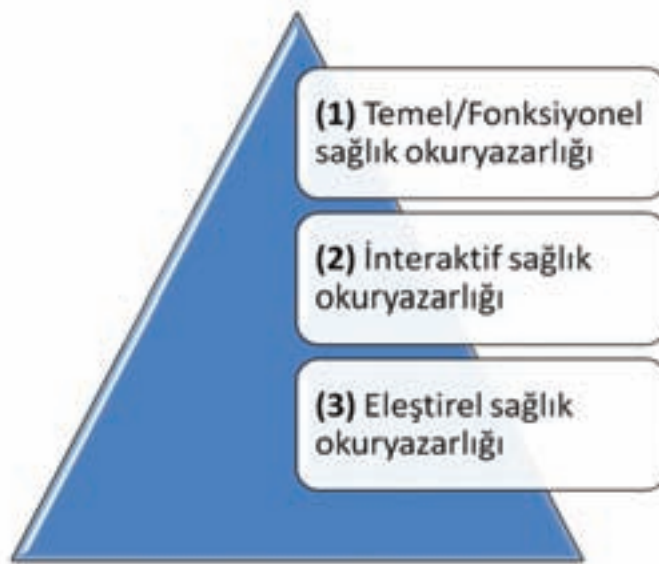 (1) Temel/Fonksiyonel
sağlık okuryazarlığı
(2) İnteraktif sağlık
okuryazarlığı
(3) Eleştirel sağlık
okuryazarlığı